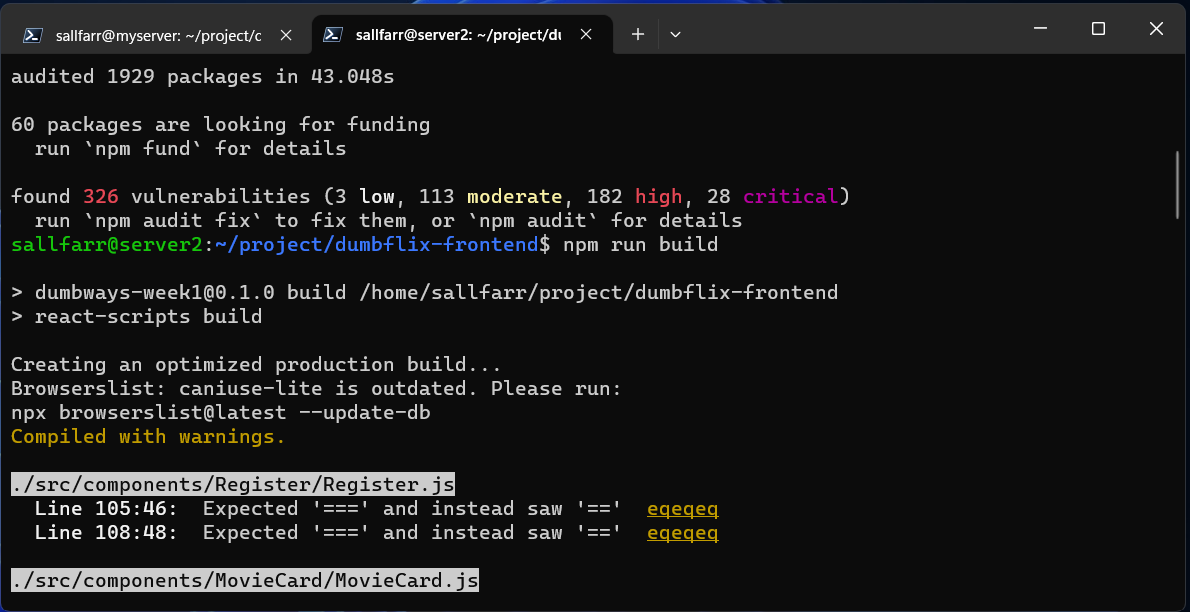 sallfarr@myserver: ~/project/c
sallfarr@server2: ~/project/du
audited 1929 packages in 43.048s
60 packages are looking for funding
run `npm fund` for details
found 326 vulnerabilities (3 low, 113 moderate, 182 high, 28 critical)
run `npm audit fix` to fix them, or `npm audit` for details
sallfarr@server2:~/project/dumbflix-frontend$ npm run build
> dumbways-week1@0.1.0 build /home/sallfarr/project/dumbflix-frontend
> react-scripts build
Creating an optimized production build...
Browserslist: caniuse-lite is outdated. Please run:
npx browserslist@latest --update-db
Compiled with warnings.
./src/components/Register/Register.js
Line 105:46:  Expected '===' and instead saw '=='  eqeqeq
Line 108:48:  Expected '===' and instead saw '=='  eqeqeq
./src/components/MovieCard/MovieCard.js